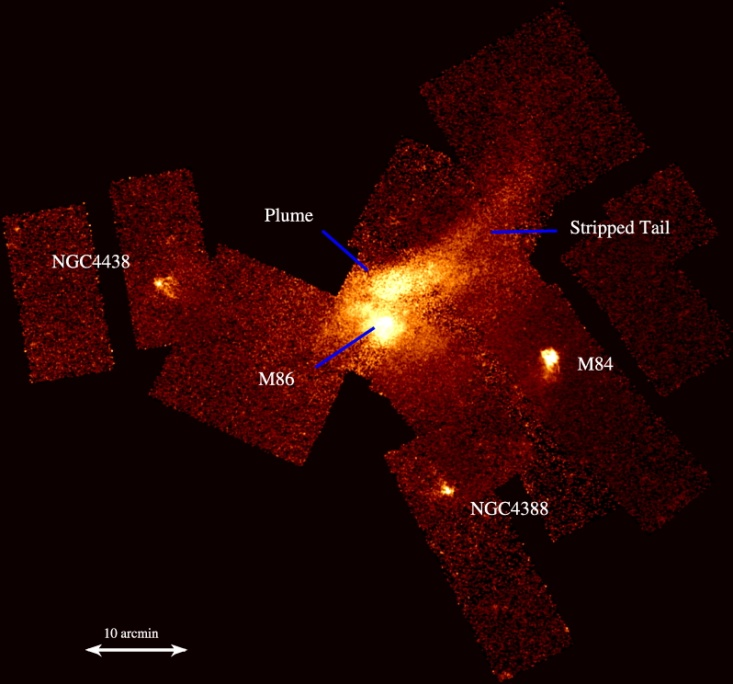 Plume
Stripped Tail
NGC4438
M86
M84
NGC4388
10 arcmin